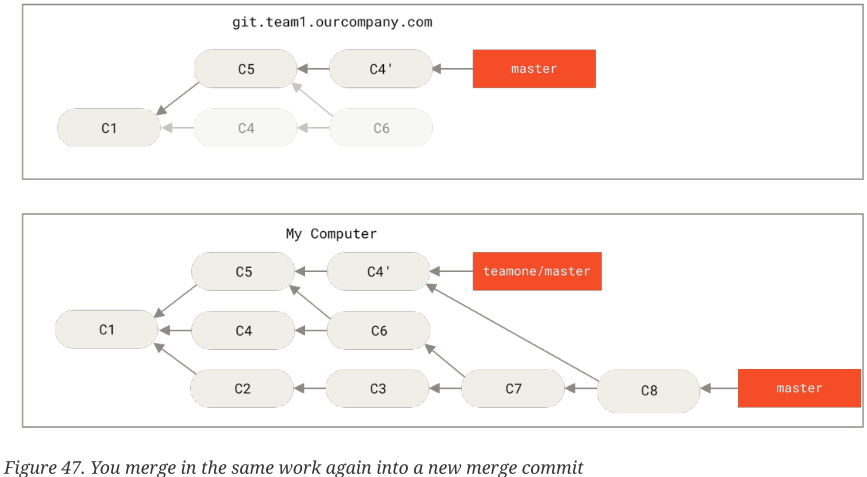 git.team1.ourcompany.com
C5 C4' master
C1 C4 C6
My Computer
C5 C4' teamone/master
C1 C4 C6
C2 C3 C7 C8 master
Figure 47. You merge in the same work again into a new merge commit